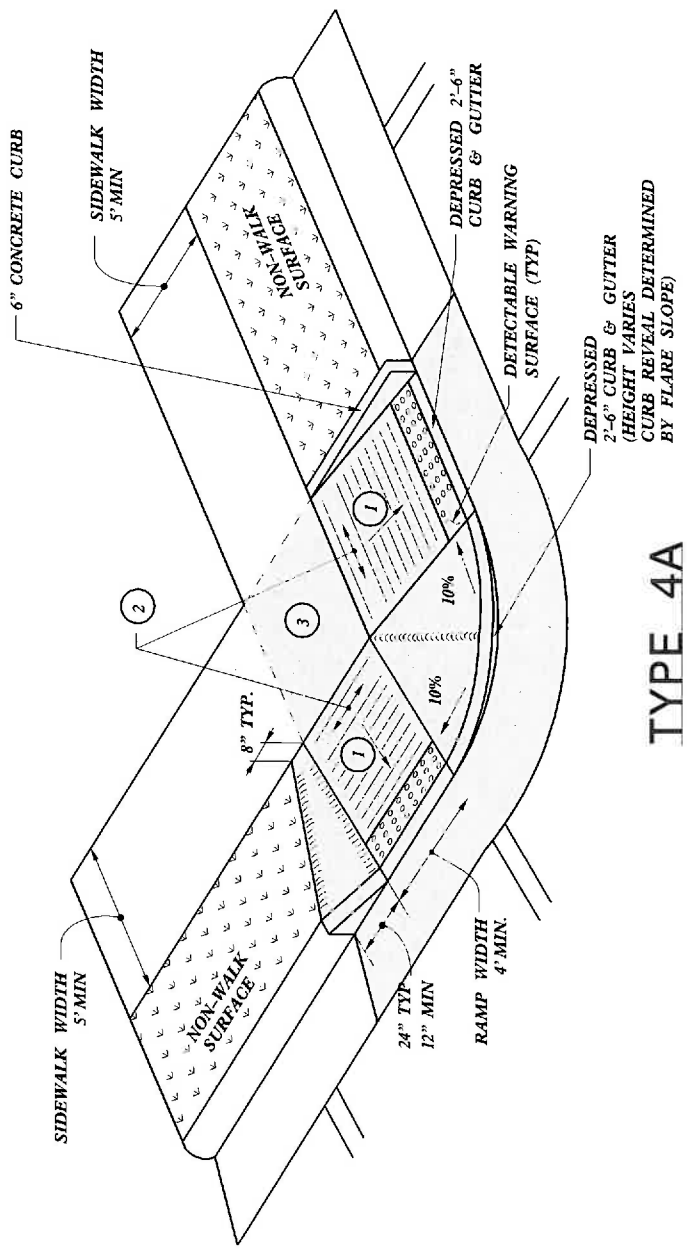 6" CONCRETE CURB
SIDEWALK WIDTH
5' MIN
NON-WALK
SURFACE
DEPRESSED 2'-6"
CURB & GUTTER
DETECTABLE WARNING
SURFACE (TYP)
DEPRESSED
2'-6" CURB & GUTTER
(HEIGHT VARIES
CURB REVEAL DETERMINED
BY FLARE SLOPE)
2
1
3
10%
8" TYP.
1
10%
SIDEWALK WIDTH
5' MIN
NON-WALK
SURFACE
24" TYP
12" MIN
RAMP WIDTH
4' MIN.
TYPE 4A